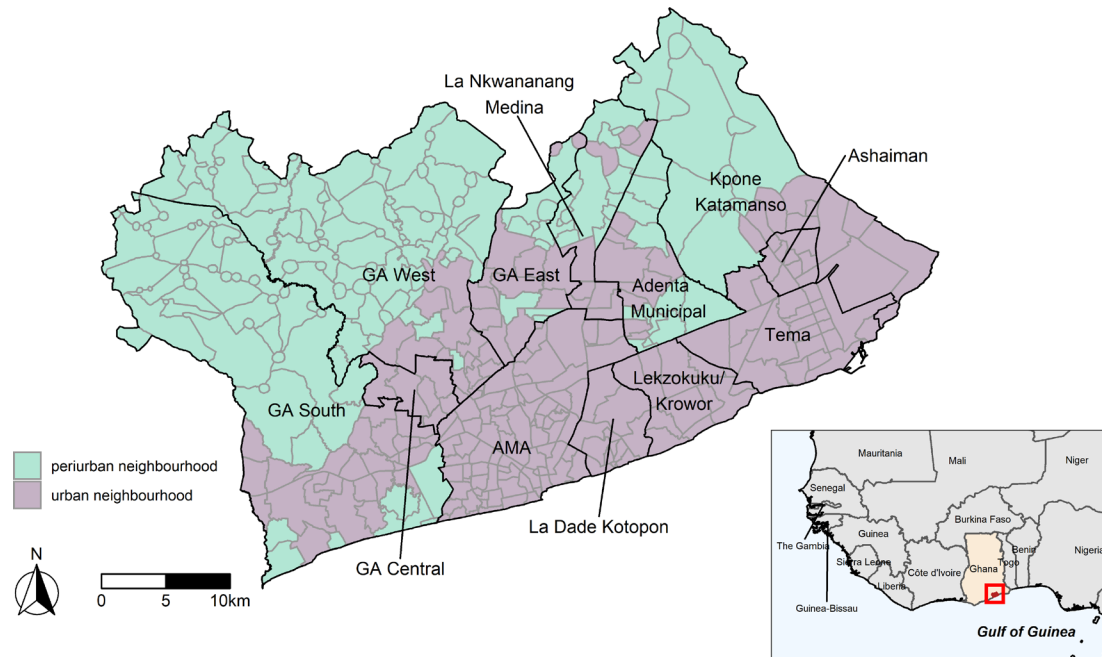 La Nkwananang
Medina
Ashaiman
Kpone
Katamanso
GA West
GA East
Adenta
Municipal
Tema
Lekzokuku/
Krowor
GA South
AMA
periurban neighbourhood
urban neighbourhood
La Dade Kotopon
GA Central
N
0 5 10km
Mauritania
Mali
Niger
Senegal
Burkina Faso
The Gambia
Guinea
Benin
Nigeria
Sierra Leone
Côte d'Ivoire
Ghana
Togo
Liberia
Guinea-Bissau
Gulf of Guinea